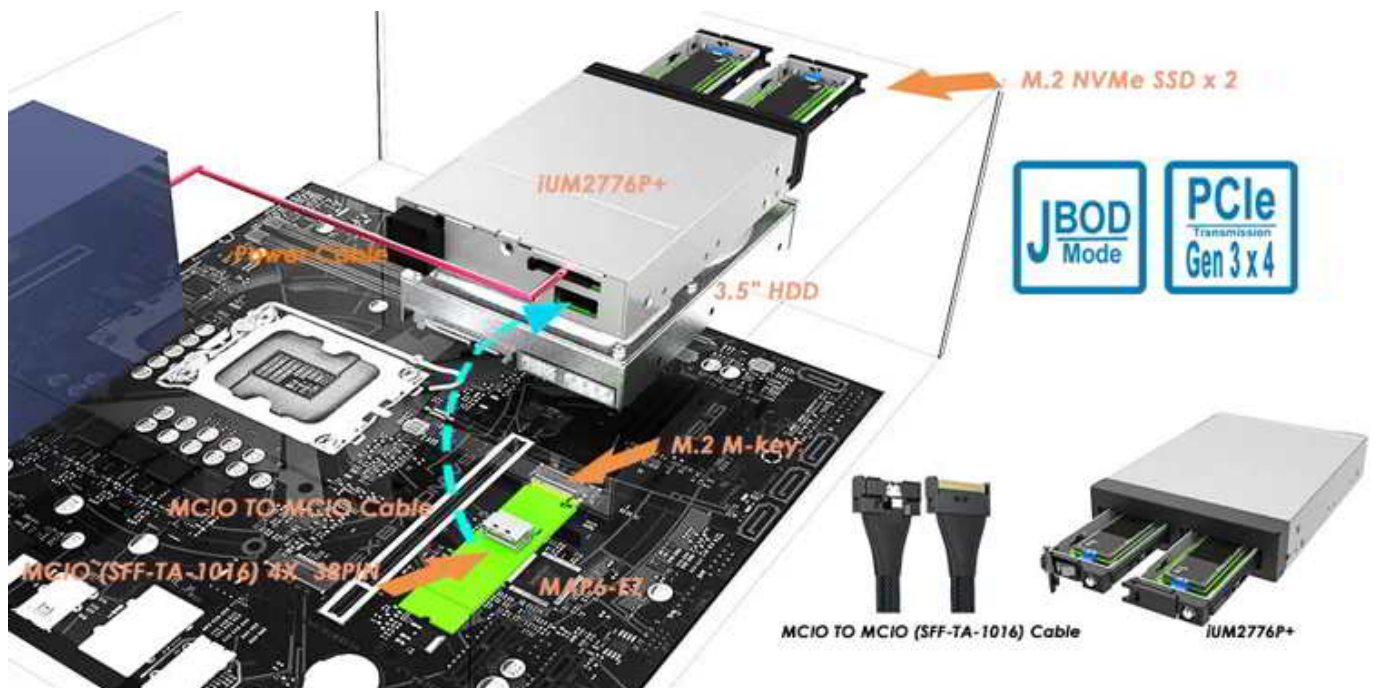 M.2 NVMe SSD x 2
iUM2776P+
JBOD
Mode
PCIe
Transmission
Gen 3 x 4
Power Cable
3.5" HDD
M.2 M-key
MCIO TO MCIO Cable
MCIO (SFF-TA-1016) 4X 38PIN
MAP6-EZ
MCIO TO MCIO (SFF-TA-1016) Cable
iUM2776P+